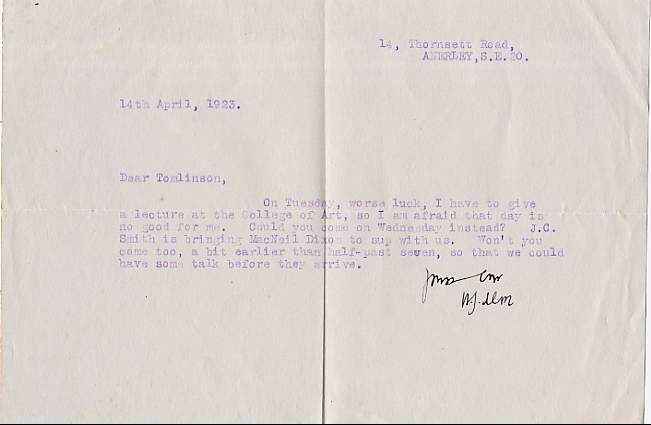 14, Thornsett Road,
ANERLEY, S.E.20.
14th April, 1923.
Dear Tomlinson,
On Tuesday, worse luck, I have to give
a lecture at the College of Art, so I am afraid that day is
no good for me. Could you come on Wednesday instead? J.C.
Smith is bringing MacNeil Dixon to sup with us. Won't you
come too, a bit earlier than half-past seven, so that we could
have some talk before they arrive.